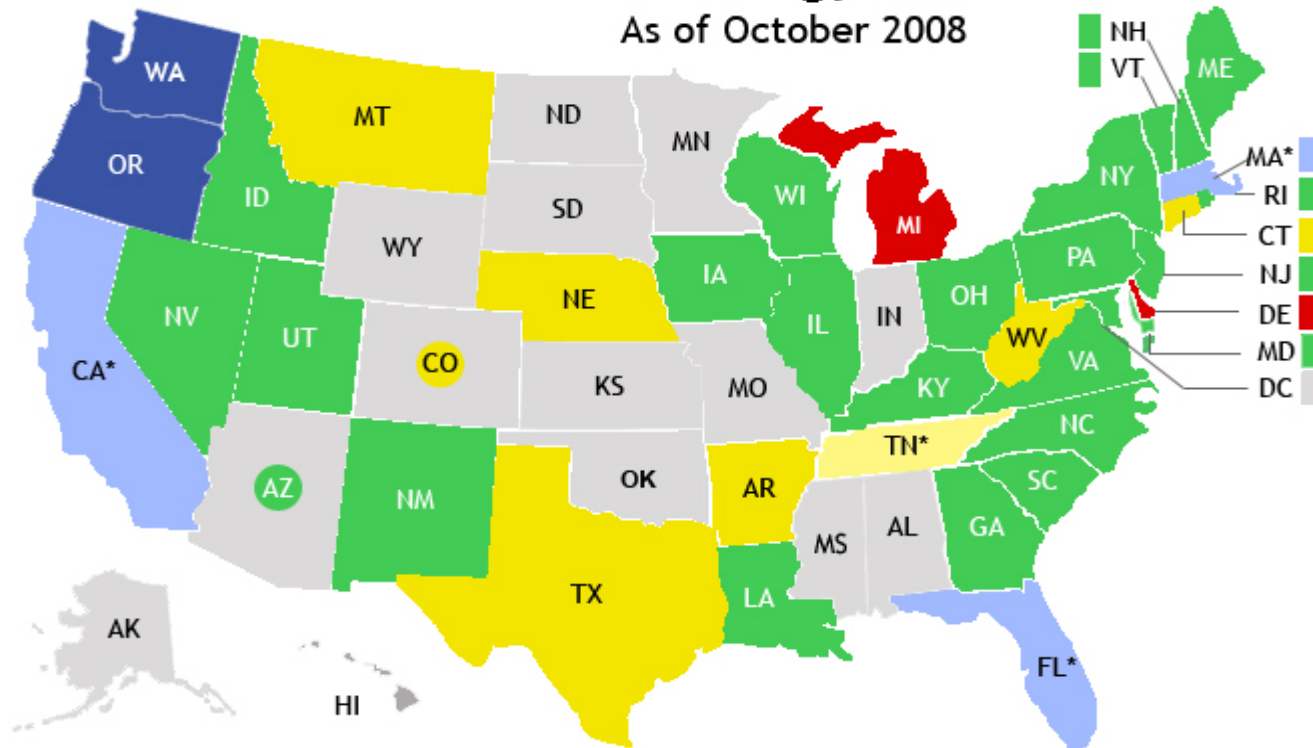 As of October 2008
NH
VT
ME
WA
MT
ND
MN
OR
ID
SD
WI
NY
MA*
RI
WY
MI
CT
IA
PA
NJ
NV
NE
OH
DE
UT
IL
IN
WV
MD
CA*
CO
KS
MO
KY
VA
DC
NC
TN*
AZ
NM
OK
AR
SC
MS
AL
GA
TX
LA
AK
HI
FL*